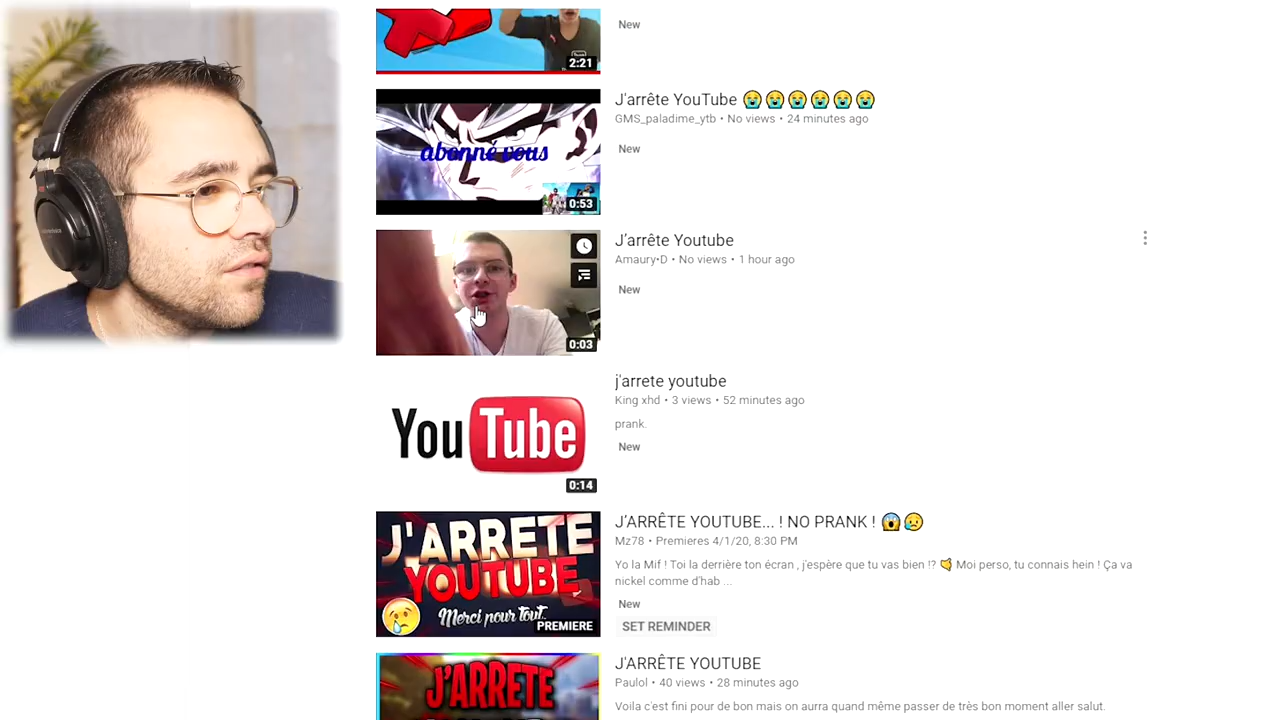 2:21
New
abonné vous
0:53
J'arrête YouTube 😭😭😭😭😭😭
GMS_paladime_ytb • No views • 24 minutes ago
New
0:03
J'arrête Youtube
Amaury•D • No views • 1 hour ago
New
YouTube
0:14
j'arrete youtube
King xhd • 3 views • 52 minutes ago
prank.
New
J'ARRETE
YOUTUBE
Merci pour tout..
PREMIERE
J'ARRÊTE YOUTUBE... ! NO PRANK ! 😱😥
Mz78 • Premieres 4/1/20, 8:30 PM
Yo la Mif ! Toi la derrière ton écran , j'espère que tu vas bien !? 🤙 Moi perso, tu connais hein ! Ça va
nickel comme d'hab ...
New
SET REMINDER
J'ARRETE
J'ARRÊTE YOUTUBE
Paulol • 40 views • 28 minutes ago
Voila c'est fini pour de bon mais on aurra quand même passer de très bon moment aller salut.